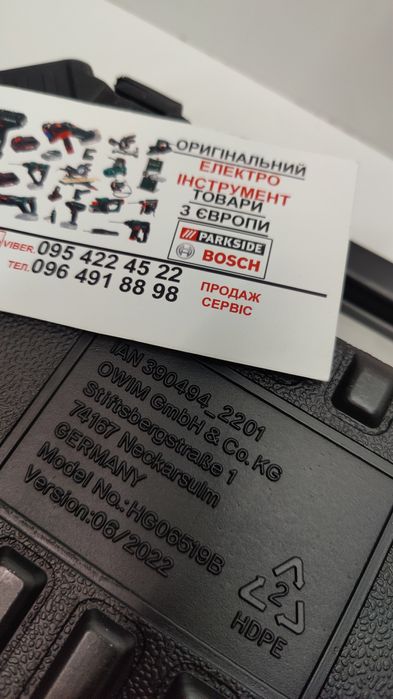 ОРИГІНАЛЬНИЙ
ЕЛЕКТРО
ІНСТРУМЕНТ
ТОВАРИ
З ЄВРОПИ
PARKSIDE
BOSCH
VIBER. 095 422 45 22
ТЕЛ. 096 491 88 98
ПРОДАЖ
СЕРВІС
IAN 390494_2201
OWIM GmbH & Co. KG
Stiftsbergstraße 1
74167 Neckarsulm
GERMANY
Model No.: HG06519B
Version: 06/2022
2
HDPE